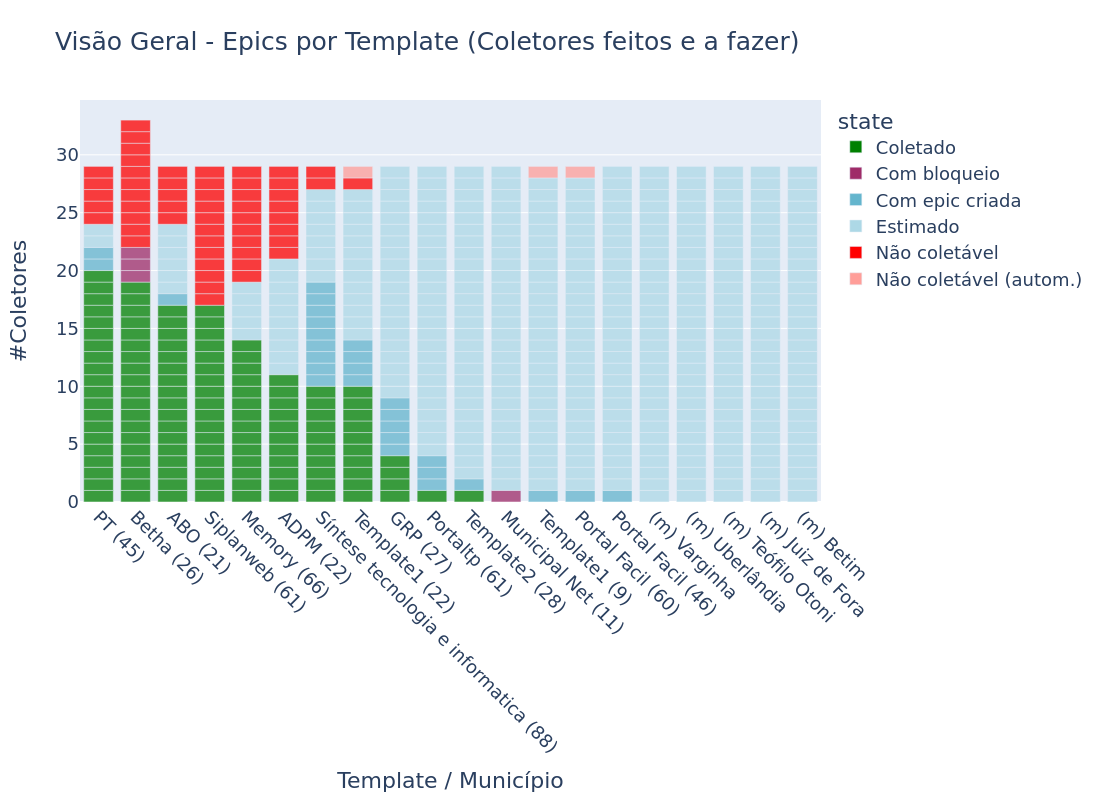 Visão Geral - Epics por Template (Coletores feitos e a fazer)
state
Coletado
Com bloqueio
Com epic criada
Estimado
Não coletável
Não coletável (autom.)
#Coletores
30
25
20
15
10
5
0
PT (45)
Betha (26)
ABO (21)
Siplanweb (61)
Memory (66)
ADPM (22)
Síntese tecnologia e informatica (88)
Template1 (22)
GRP (27)
Portaltp (61)
Template2 (28)
Municipal Net (11)
Template1 (9)
Portal Facil (60)
Portal Facil (46)
(m) Varginha
(m) Uberlândia
(m) Teófilo Otoni
(m) Juiz de Fora
(m) Betim
Template / Município